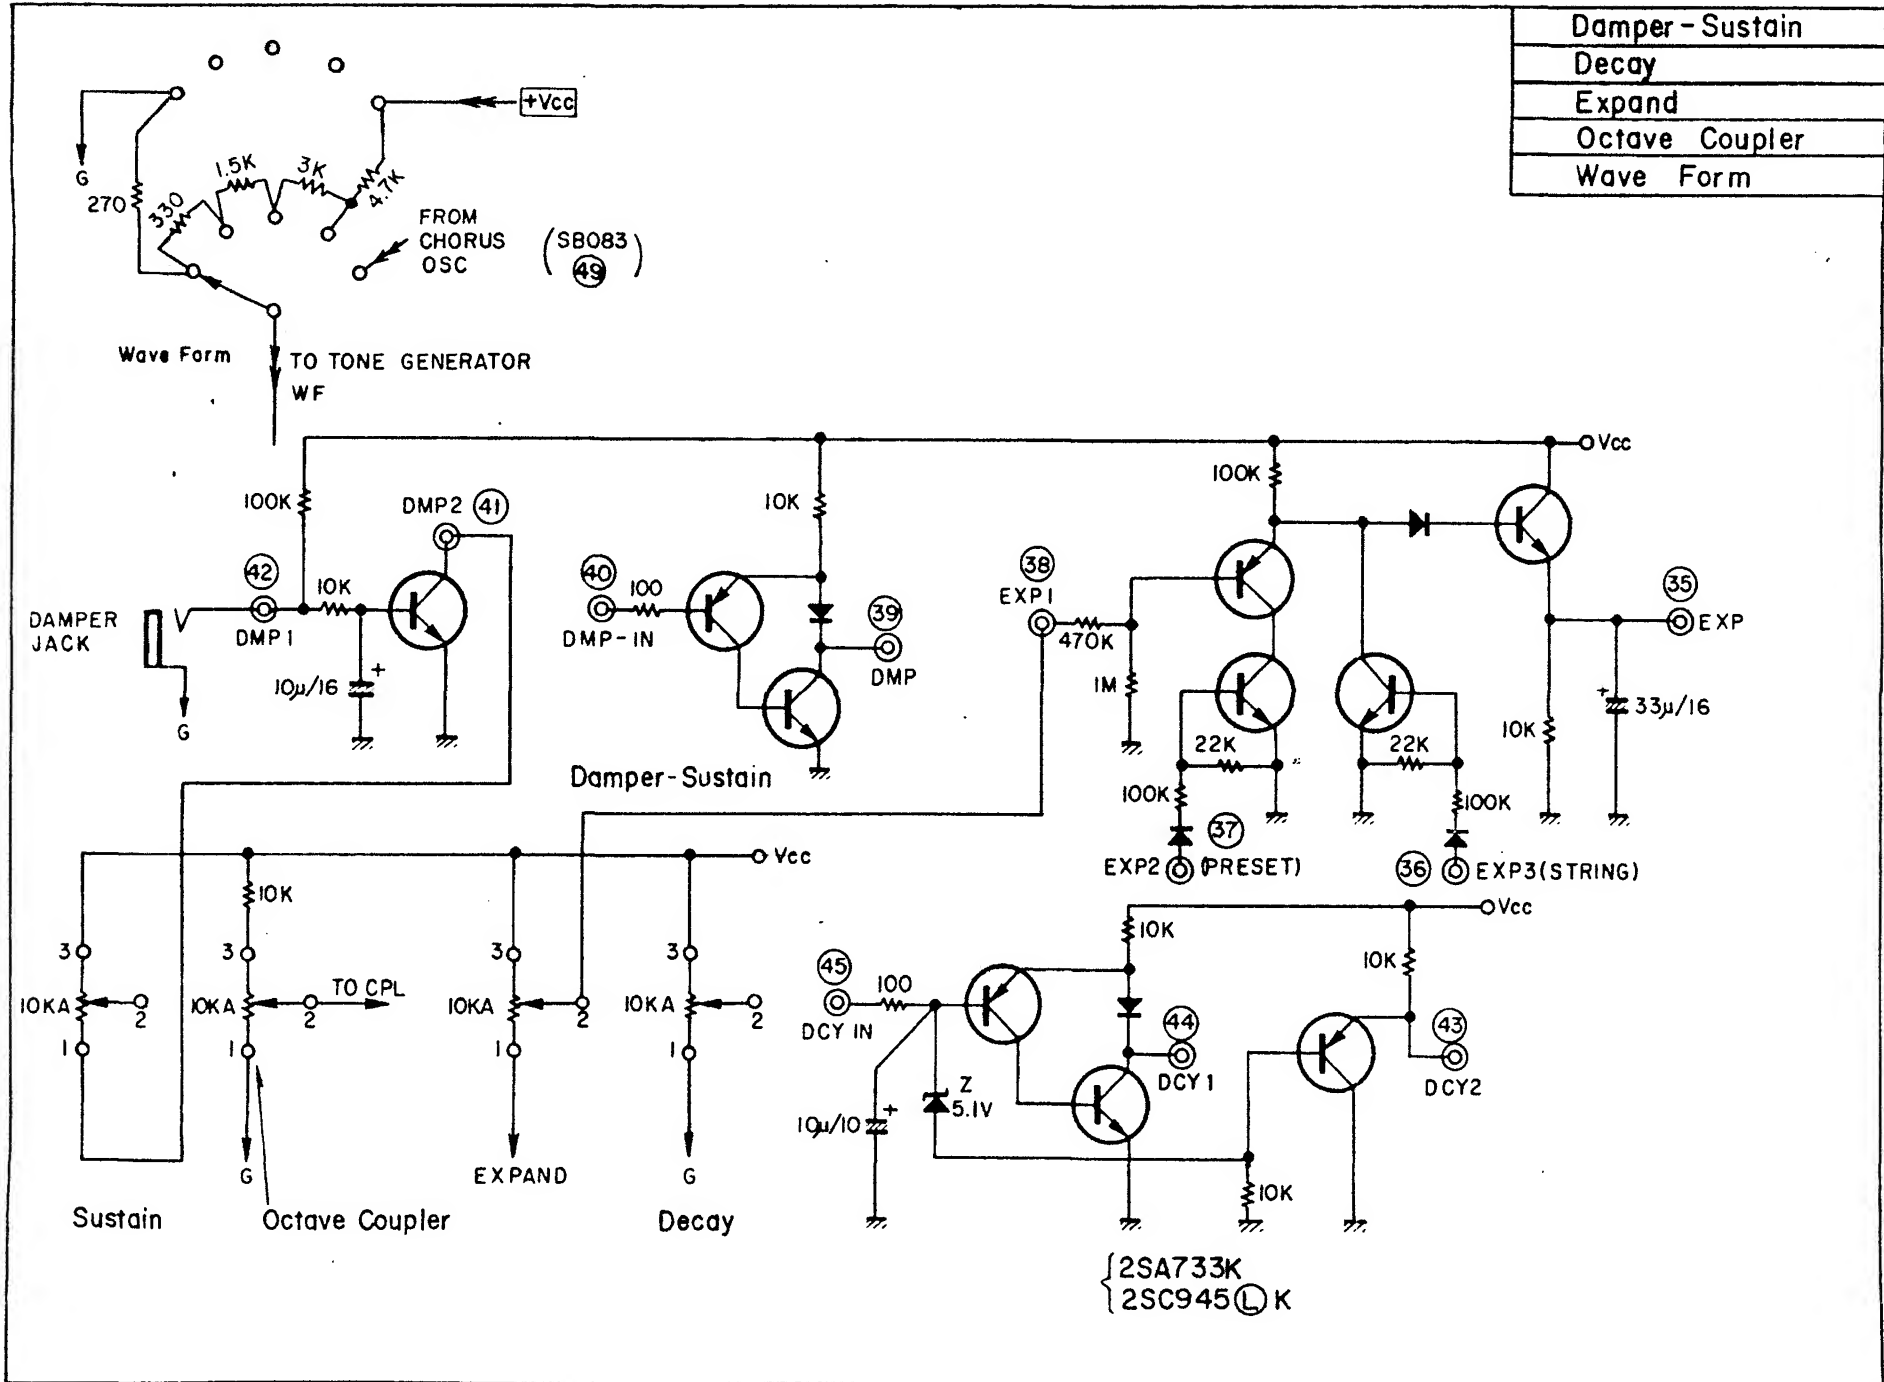 Damper-Sustain
Decay
Expand
Octave Coupler
Wave Form
+Vcc
G
270
330
1.5K
3K
4.7K
FROM
CHORUS
OSC
(SB083)
49
Wave Form
TO TONE GENERATOR
WF
Vcc
100K
DMP2 41
10K
100K
42
10K
40
100
38
EXP1
35
DAMPER
JACK
DMP1
DMP-IN
39
DMP
470K
EXP
10μ/16
+
1M
+
33μ/16
G
22K
22K
10K
Damper-Sustain
100K
100K
37
EXP2 (PRESET)
36
EXP3(STRING)
Vcc
10K
Vcc
3
3
3
3
45
10K
10K
10KA
2
10KA
2
TO CPL
10KA
2
10KA
2
100
DCY IN
44
43
1
1
1
1
DCY1
DCY2
Z
5.1V
10μ/10
+
G
EXPAND
G
10K
Sustain
Octave Coupler
Decay
2SA733K
2SC945 L K